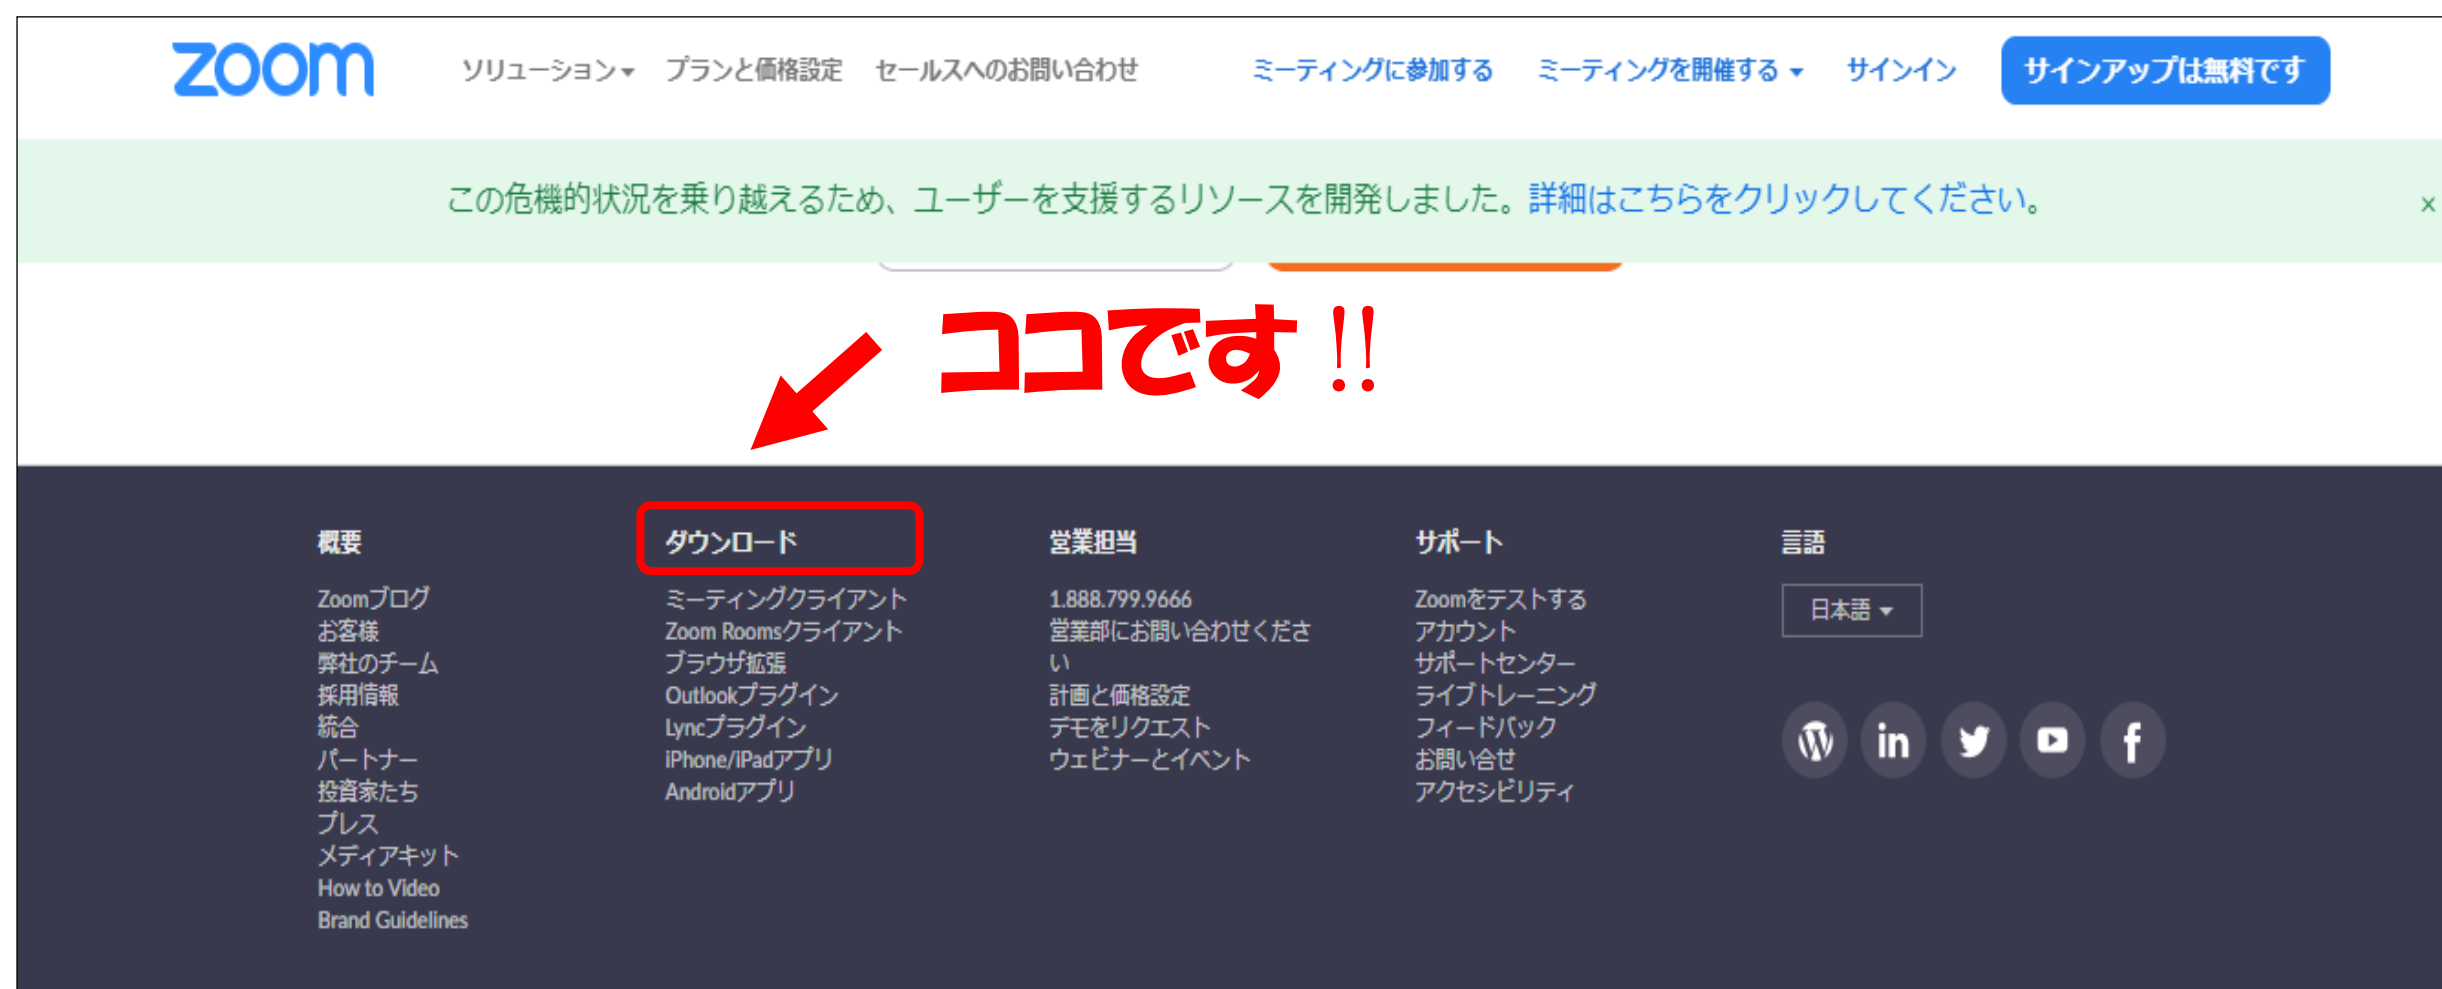 zoom
ソリューション▾ プランと価格設定 セールスへのお問い合わせ ミーティングに参加する ミーティングを開催する ▾ サインイン サインアップは無料です
この危機的状況を乗り越えるため、ユーザーを支援するリソースを開発しました。詳細はこちらをクリックしてください。 ×
ココです!!
概要
Zoomブログ
お客様
弊社のチーム
採用情報
統合
パートナー
投資家たち
プレス
メディアキット
How to Video
Brand Guidelines
ダウンロード
ミーティングクライアント
Zoom Roomsクライアント
ブラウザ拡張
Outlookプラグイン
Lyncプラグイン
iPhone/iPadアプリ
Androidアプリ
営業担当
1.888.799.9666
営業部にお問い合わせくださ
い
計画と価格設定
デモをリクエスト
ウェビナーとイベント
サポート
Zoomをテストする
アカウント
サポートセンター
ライブトレーニング
フィードバック
お問い合せ
アクセシビリティ
言語
日本語 ▾